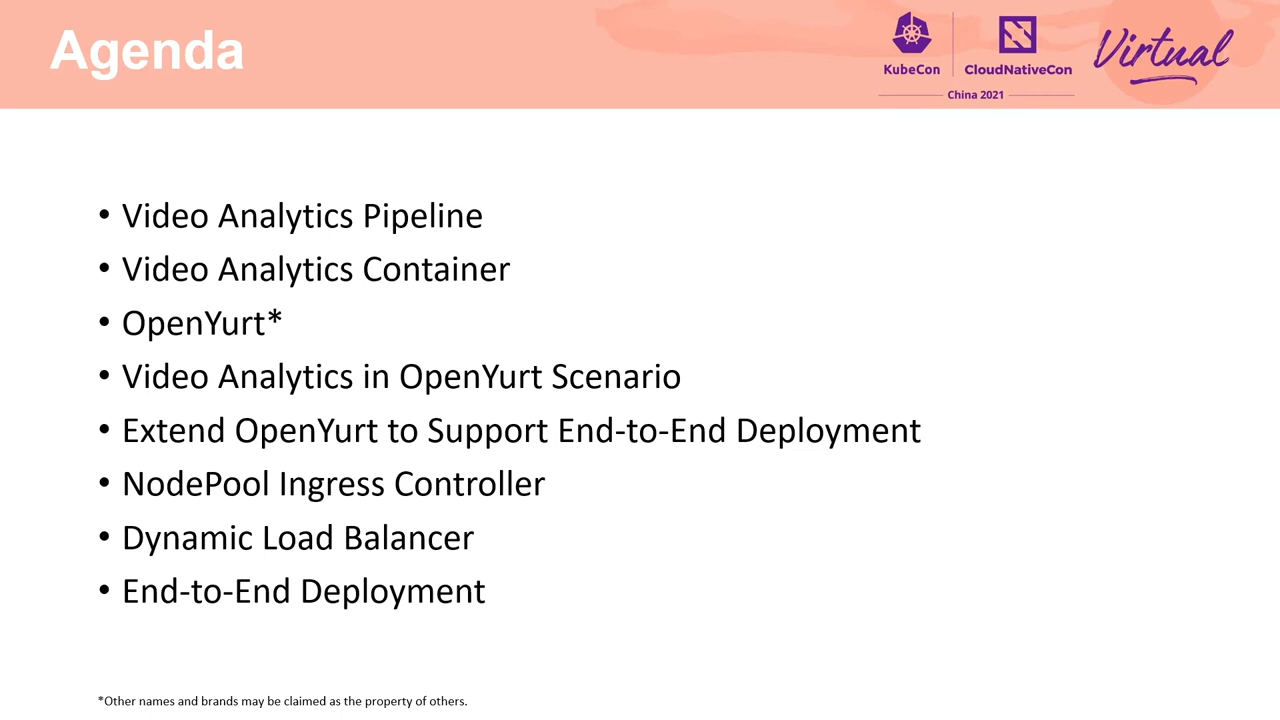 Agenda
KubeCon
CloudNativeCon
China 2021
Virtual
• Video Analytics Pipeline
• Video Analytics Container
• OpenYurt*
• Video Analytics in OpenYurt Scenario
• Extend OpenYurt to Support End-to-End Deployment
• NodePool Ingress Controller
• Dynamic Load Balancer
• End-to-End Deployment
*Other names and brands may be claimed as the property of others.